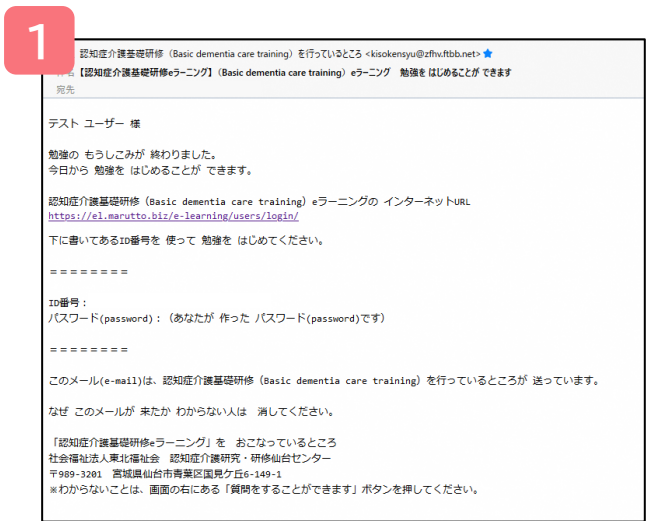 1
認知症介護基礎研修（Basic dementia care training）を行っているところ <kisokensyu@zfhv.ftbb.net>
【認知症介護基礎研修eラーニング】（Basic dementia care training）eラーニング　勉強を はじめることが できます
宛先
テスト ユーザー 様
勉強の もうしこみが 終わりました。
今日から 勉強を はじめることが できます。
認知症介護基礎研修（Basic dementia care training）eラーニングの インターネットURL
https://el.marutto.biz/e-learning/users/login/
下に書いてあるID番号を 使って 勉強を はじめてください。
＝＝＝＝＝＝＝＝
ID番号：
パスワード(password)：（あなたが 作った パスワード(password)です）
＝＝＝＝＝＝＝＝
このメール(e-mail)は、認知症介護基礎研修（Basic dementia care training）を行っているところが 送っています。
なぜ このメールが 来たか わからない人は　消してください。
「認知症介護基礎研修eラーニング」を　おこなっているところ
社会福祉法人東北福祉会　認知症介護研究・研修仙台センター
〒989-3201　宮城県仙台市青葉区国見ケ丘6-149-1
※わからないことは、画面の右にある「質問をすることができます」ボタンを押してください。